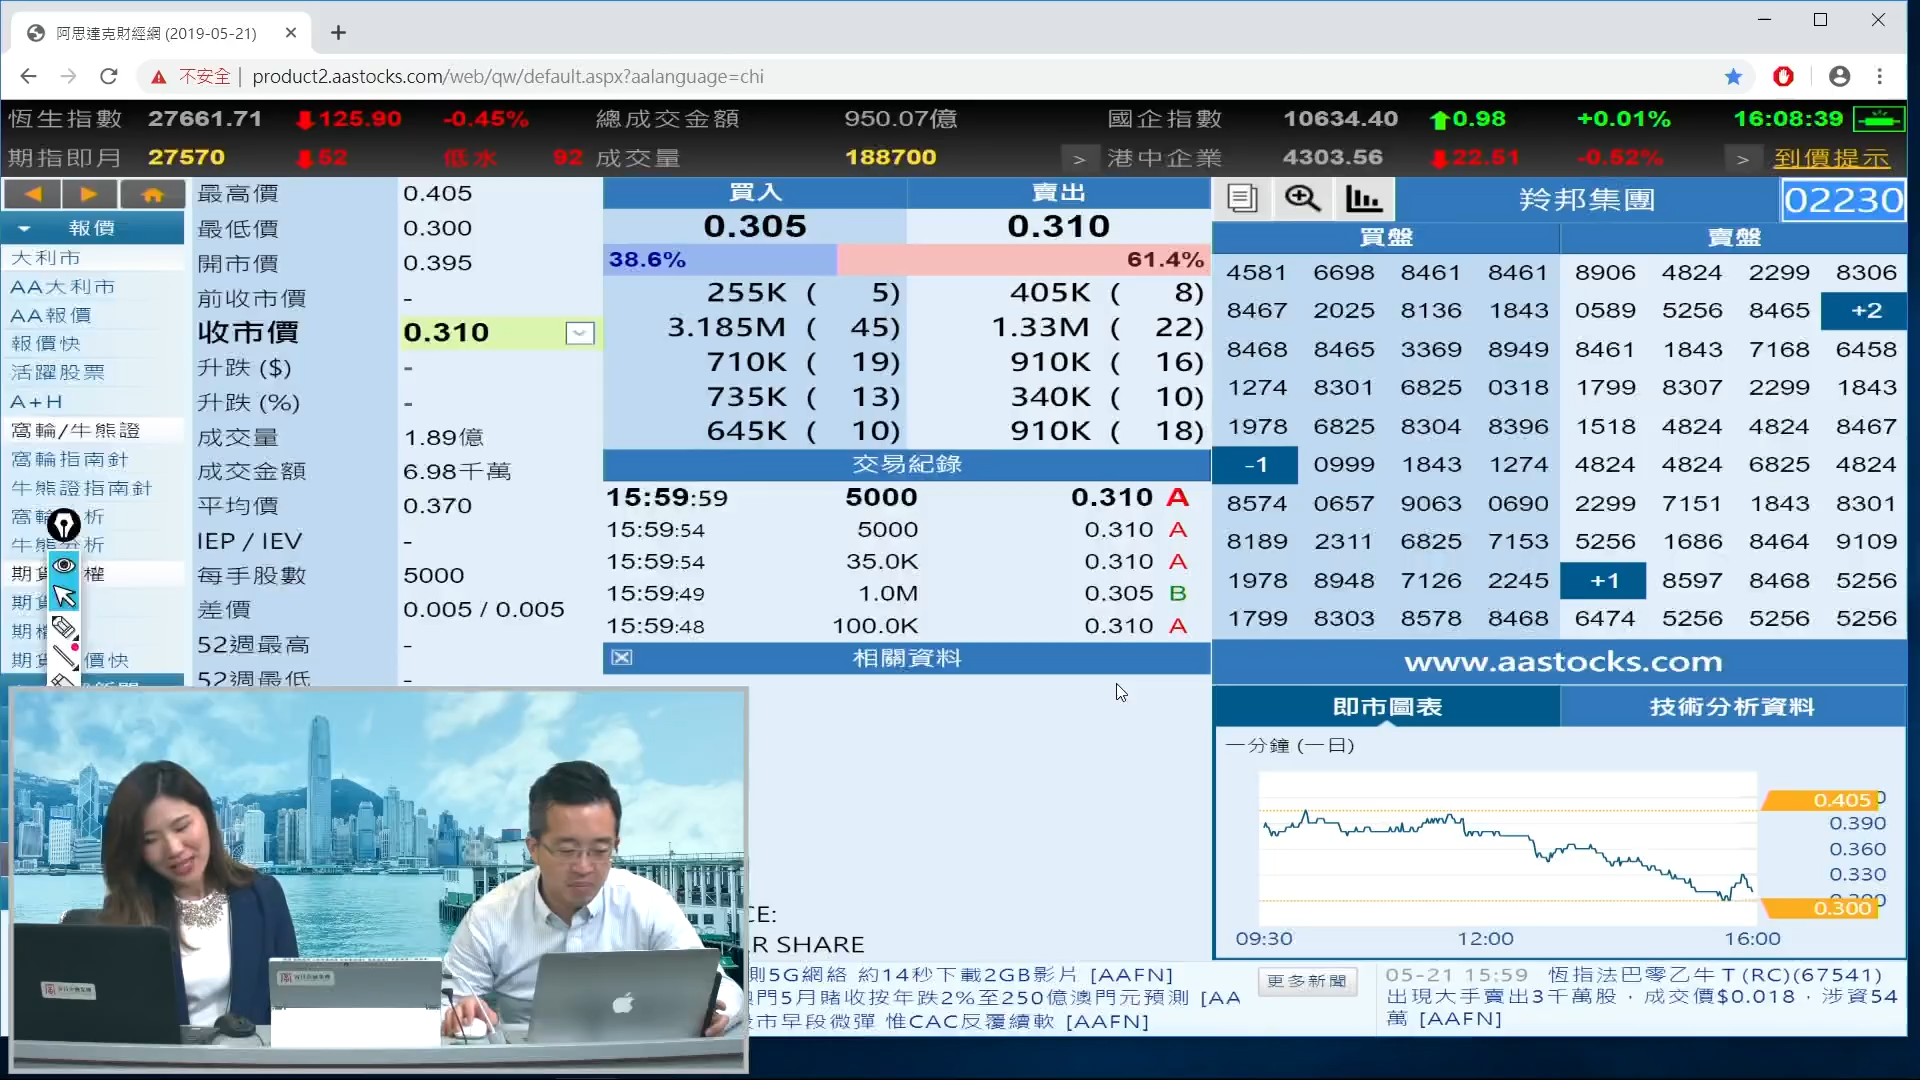 阿思達克財經網 (2019-05-21)
不安全 | product2.aastocks.com/web/qw/default.aspx?aalanguage=chi
恆生指數 27661.71 125.90 -0.45% 總成交金額 950.07億 國企指數 10634.40 0.98 +0.01% 16:08:39
期指即月 27570 52 低水 92 成交量 188700 > 港中企業 4303.56 22.51 -0.52% > 到價提示
報價
大利市
AA大利市
AA報價
報價快
活躍股票
A+H
窩輪/牛熊證
窩輪指南針
牛熊證指南針
最高價 0.405
最低價 0.300
開市價 0.395
前收市價 -
收市價 0.310
升跌 ($) -
升跌 (%) -
成交量 1.89億
成交金額 6.98千萬
平均價 0.370
IEP / IEV -
每手股數 5000
差價 0.005 / 0.005
52週最高 -
52週最低 -
買入 賣出
0.305 0.310
38.6% 61.4%
255K ( 5) 405K ( 8)
3.185M ( 45) 1.33M ( 22)
710K ( 19) 910K ( 16)
735K ( 13) 340K ( 10)
645K ( 10) 910K ( 18)
交易紀錄
15:59:59 5000 0.310 A
15:59:54 5000 0.310 A
15:59:54 35.0K 0.310 A
15:59:49 1.0M 0.305 B
15:59:48 100.0K 0.310 A
相關資料
羚邦集團 02230
買盤 賣盤
4581 6698 8461 8461 8906 4824 2299 8306
8467 2025 8136 1843 0589 5256 8465 +2
8468 8465 3369 8949 8461 1843 7168 6458
1274 8301 6825 0318 1799 8307 2299 1843
1978 6825 8304 8396 1518 4824 4824 8467
-1 0999 1843 1274 4824 4824 6825 4824
8574 0657 9063 0690 2299 7151 1843 8301
8189 2311 6825 7153 5256 1686 8464 9109
1978 8948 7126 2245 +1 8597 8468 5256
1799 8303 8578 8468 6474 5256 5256 5256
www.aastocks.com
即市圖表 技術分析資料
一分鐘 (一日)
0.405
0.390
0.360
0.330
0.300
09:30 12:00 16:00
CE:
R SHARE
測5G網絡 約14秒下載2GB影片 [AAFN]
門5月賭收按年跌2%至250億澳門元預測 [AA
市早段微彈 惟CAC反覆續軟 [AAFN]
更多新聞
05-21 15:59 恆指法巴零乙牛T (RC)(67541)
出現大手賣出3千萬股，成交價$0.018，涉資54
萬 [AAFN]